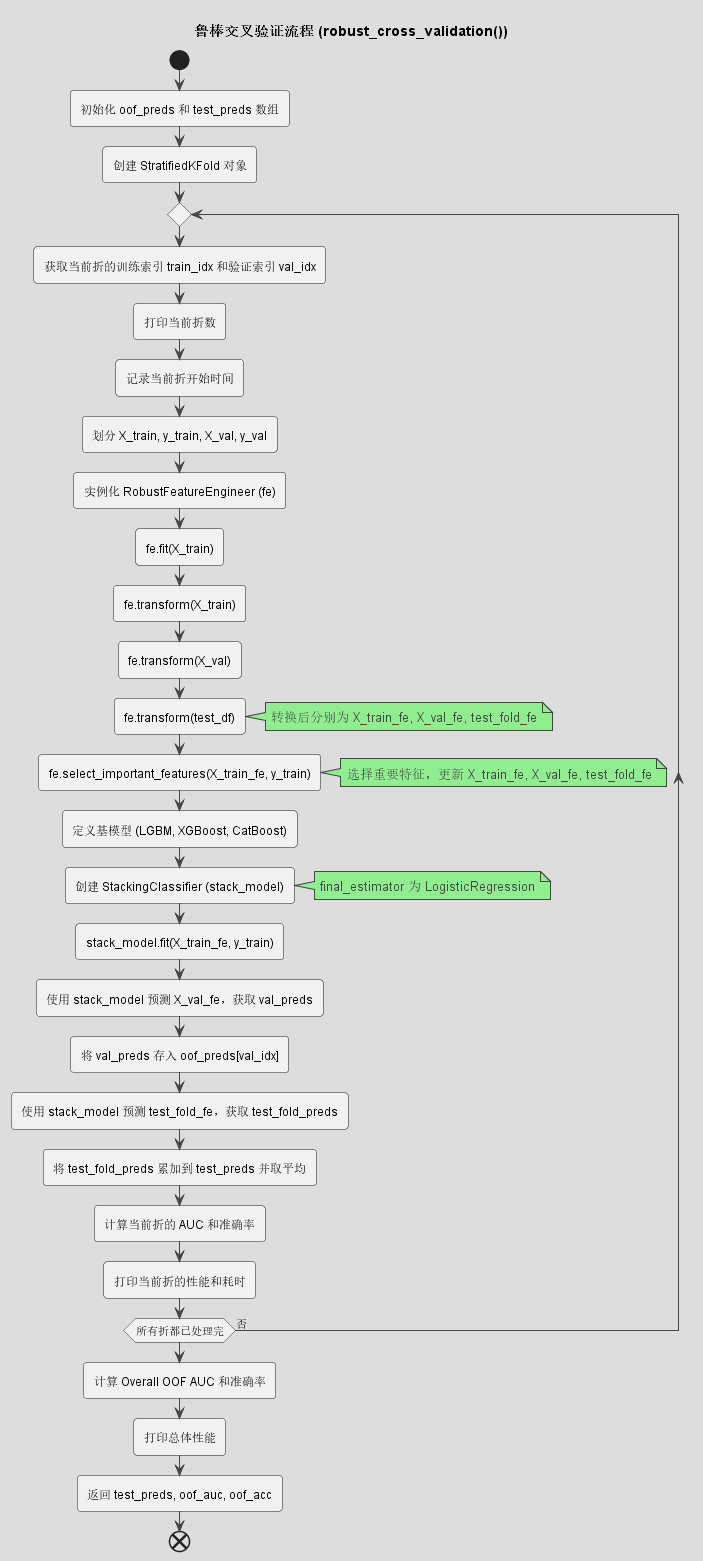 鲁棒交叉验证流程 (robust_cross_validation())
初始化 oof_preds 和 test_preds 数组
创建 StratifiedKFold 对象
获取当前折的训练索引 train_idx 和验证索引 val_idx
打印当前折数
记录当前折开始时间
划分 X_train, y_train, X_val, y_val
实例化 RobustFeatureEngineer (fe)
fe.fit(X_train)
fe.transform(X_train)
fe.transform(X_val)
fe.transform(test_df)
转换后分别为 X_train_fe, X_val_fe, test_fold_fe
fe.select_important_features(X_train_fe, y_train)
选择重要特征，更新 X_train_fe, X_val_fe, test_fold_fe
定义基模型 (LGBM, XGBoost, CatBoost)
创建 StackingClassifier (stack_model)
final_estimator 为 LogisticRegression
stack_model.fit(X_train_fe, y_train)
使用 stack_model 预测 X_val_fe，获取 val_preds
将 val_preds 存入 oof_preds[val_idx]
使用 stack_model 预测 test_fold_fe，获取 test_fold_preds
将 test_fold_preds 累加到 test_preds 并取平均
计算当前折的 AUC 和准确率
打印当前折的性能和耗时
所有折都已处理完
否
计算 Overall OOF AUC 和准确率
打印总体性能
返回 test_preds, oof_auc, oof_acc